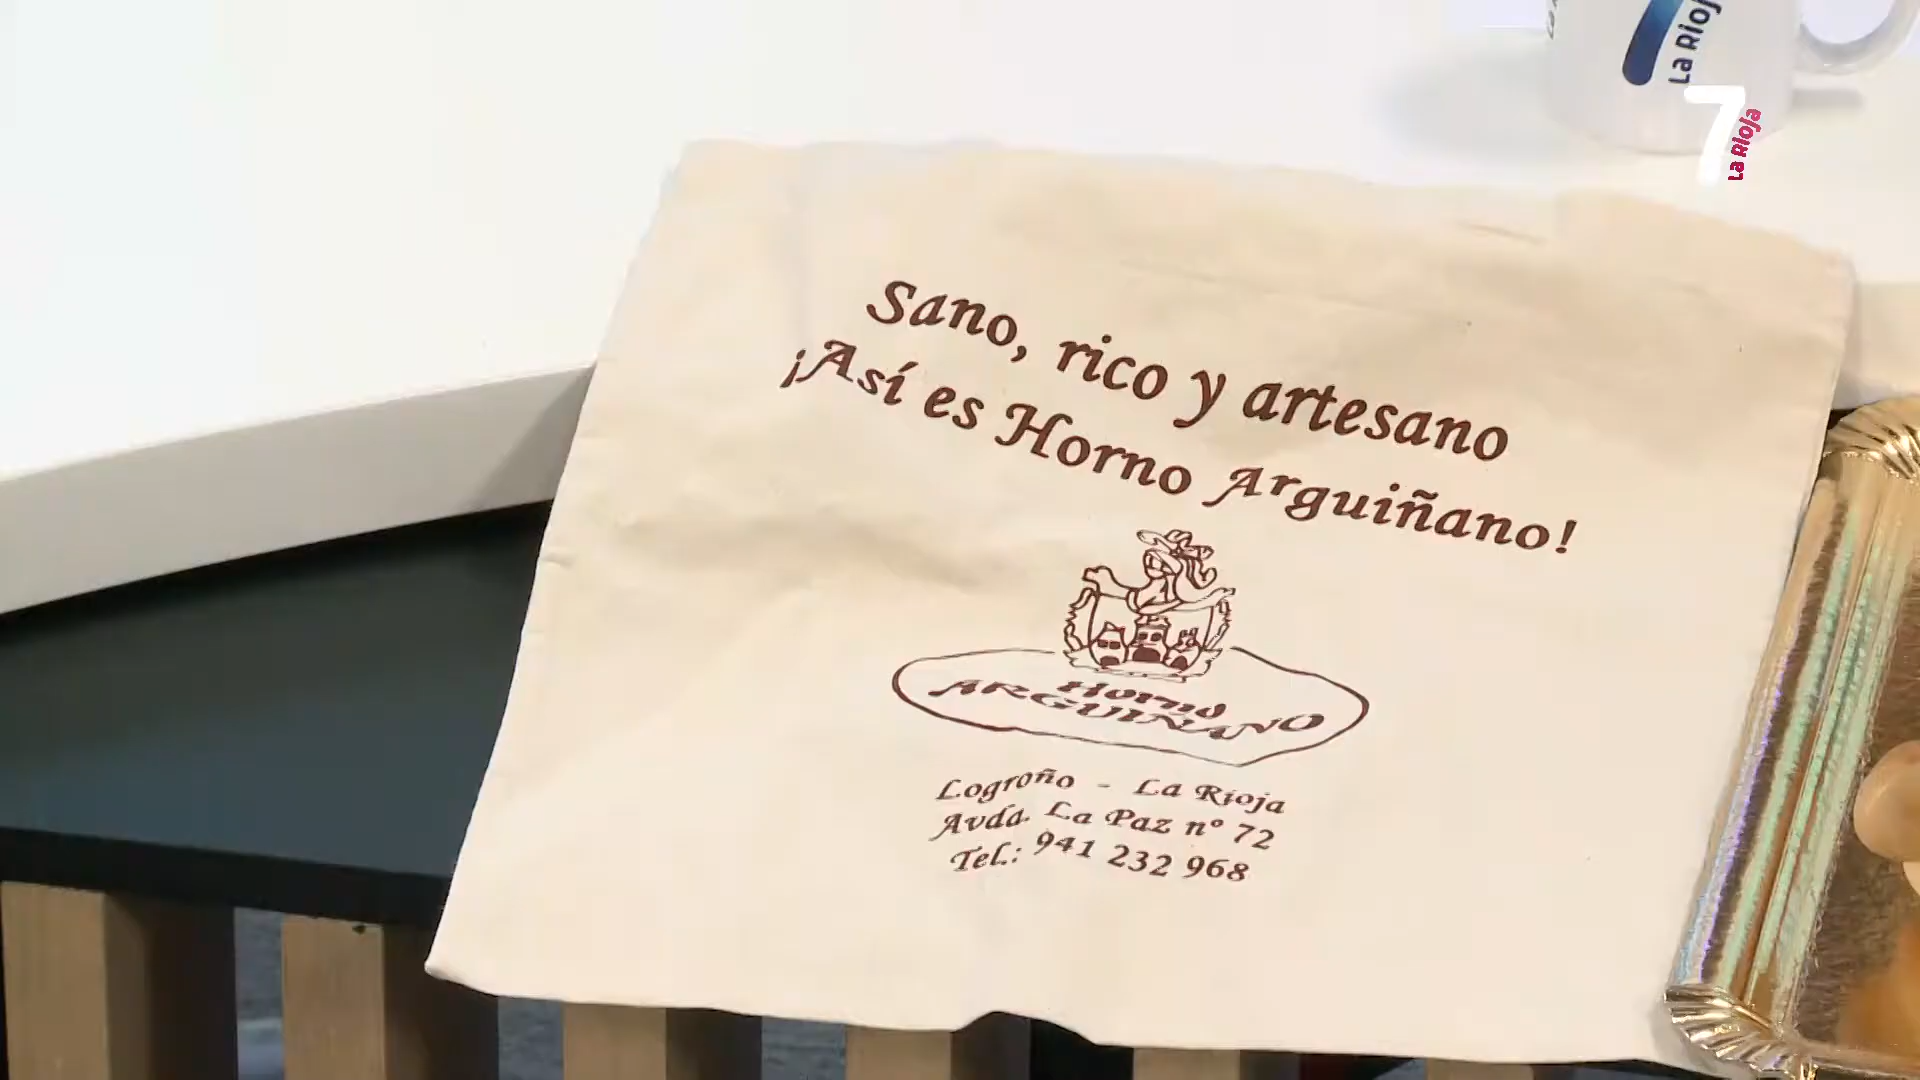 La Rioj
7
La Rioja
Sano, rico y artesano
¡Así es Horno Arguiñano!
Horno
ARGUIÑANO
Logroño - La Rioja
Avda. La Paz nº 72
Tel.: 941 232 968